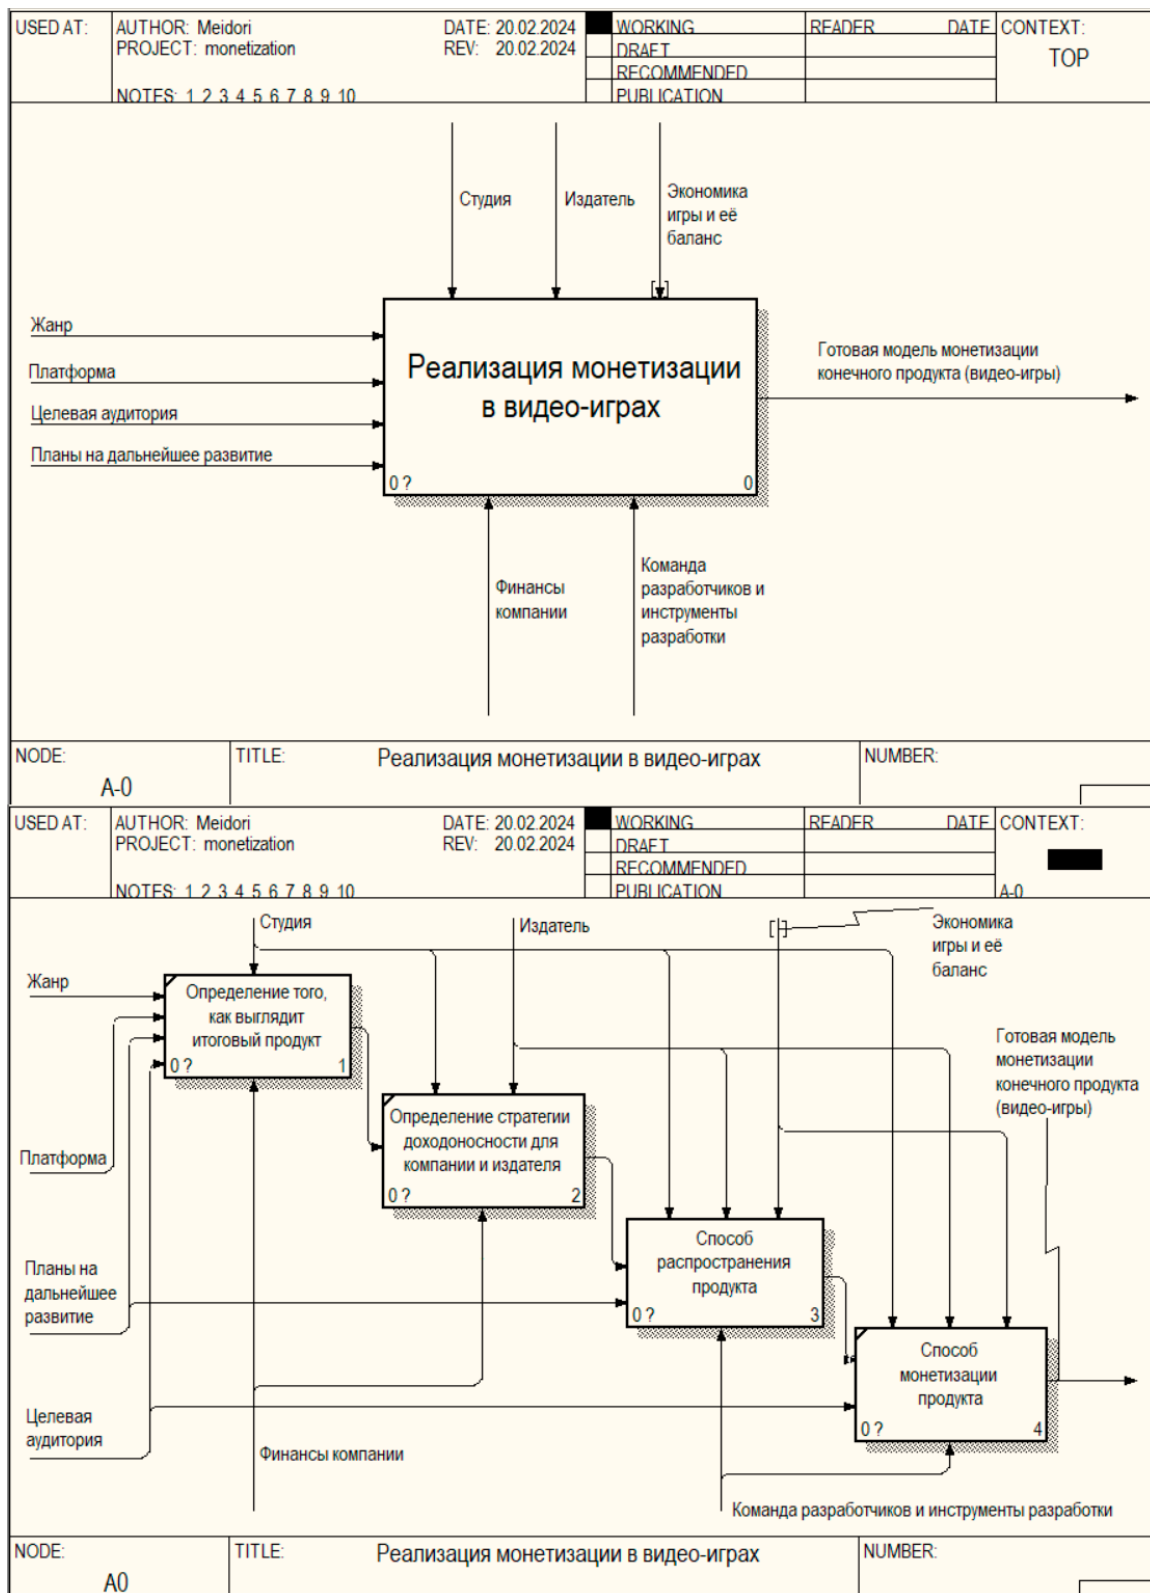 USED AT:
AUTHOR: Meidori
DATE: 20.02.2024
WORKING
READER
DATE
CONTEXT:
PROJECT: monetization
REV: 20.02.2024
DRAFT
TOP
RECOMMENDED
NOTES: 1 2 3 4 5 6 7 8 9 10
PUBLICATION
Студия
Издатель
Экономика
игры и её
баланс
Жанр
Платформа
Целевая аудитория
Планы на дальнейшее развитие
Реализация монетизации
в видео-играх
0 ?
0
Готовая модель монетизации
конечного продукта (видео-игры)
Финансы
компании
Команда
разработчиков и
инструменты
разработки
NODE:
A-0
TITLE:
Реализация монетизации в видео-играх
NUMBER:
USED AT:
AUTHOR: Meidori
DATE: 20.02.2024
WORKING
READER
DATE
CONTEXT:
PROJECT: monetization
REV: 20.02.2024
DRAFT
RECOMMENDED
NOTES: 1 2 3 4 5 6 7 8 9 10
PUBLICATION
A-0
Студия
Издатель
Экономика
игры и её
баланс
Жанр
Определение того,
как выглядит
итоговый продукт
0 ?
1
Готовая модель
монетизации
конечного продукта
(видео-игры)
Определение стратегии
доходоносности для
компании и издателя
0 ?
2
Платформа
Способ
распространения
продукта
0 ?
3
Планы на
дальнейшее
развитие
Способ
монетизации
продукта
0 ?
4
Целевая
аудитория
Финансы компании
Команда разработчиков и инструменты разработки
NODE:
A0
TITLE:
Реализация монетизации в видео-играх
NUMBER: